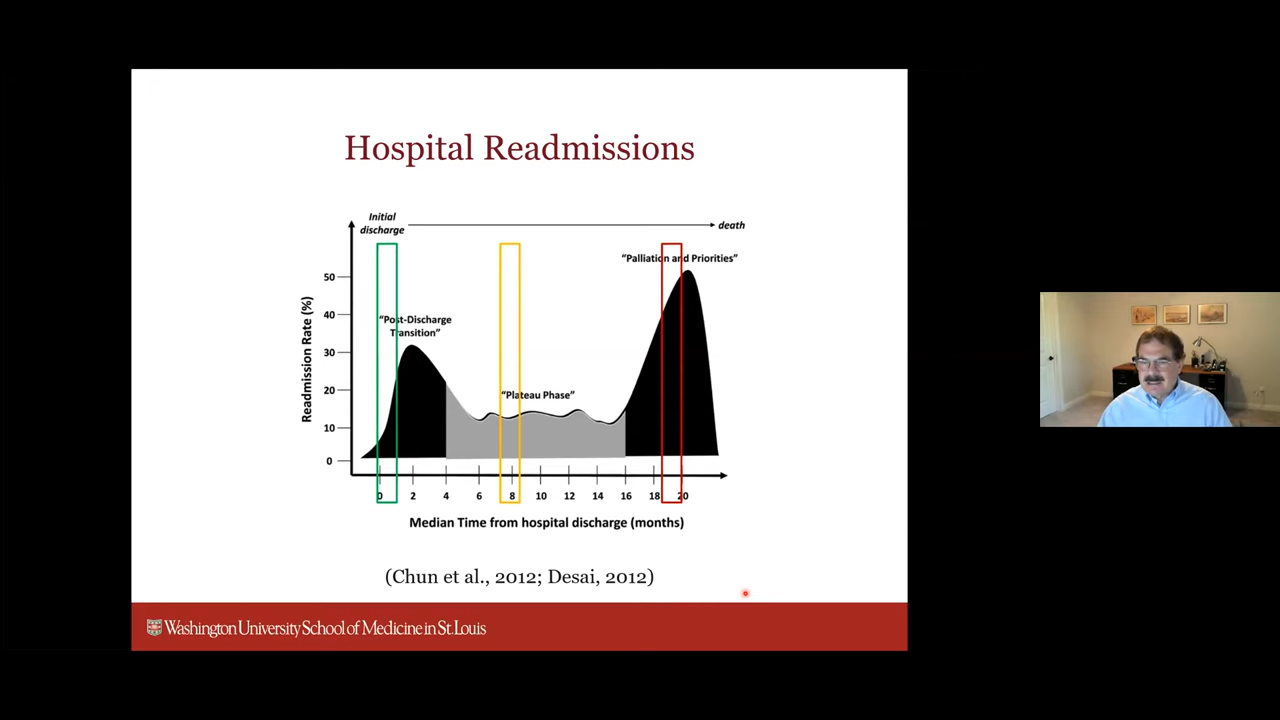 Hospital Readmissions
Initial
discharge
death
“Palliation and Priorities”
“Post-Discharge
Transition”
“Plateau Phase”
Readmission Rate (%)
50
40
30
20
10
0
0 2 4 6 8 10 12 14 16 18 20
Median Time from hospital discharge (months)
(Chun et al., 2012; Desai, 2012)
Washington University School of Medicine in St. Louis